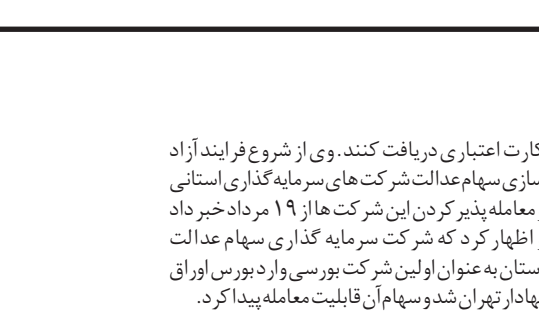 کارت اعتباری دریافت کنند. وی از شروع فرایند آزاد
سازی سهام عدالت شرکت های سرمایه گذاری استانی
معامله پذیر کردن این شرکت ها از ۱۹ مرداد خبر داد
اظهار کرد که شرکت سرمایه گذاری سهام عدالت
استان به عنوان اولین شرکت بورسی وارد بورس اوراق
بهادار تهران شد و سهام آن قابلیت معامله پیدا کرد.